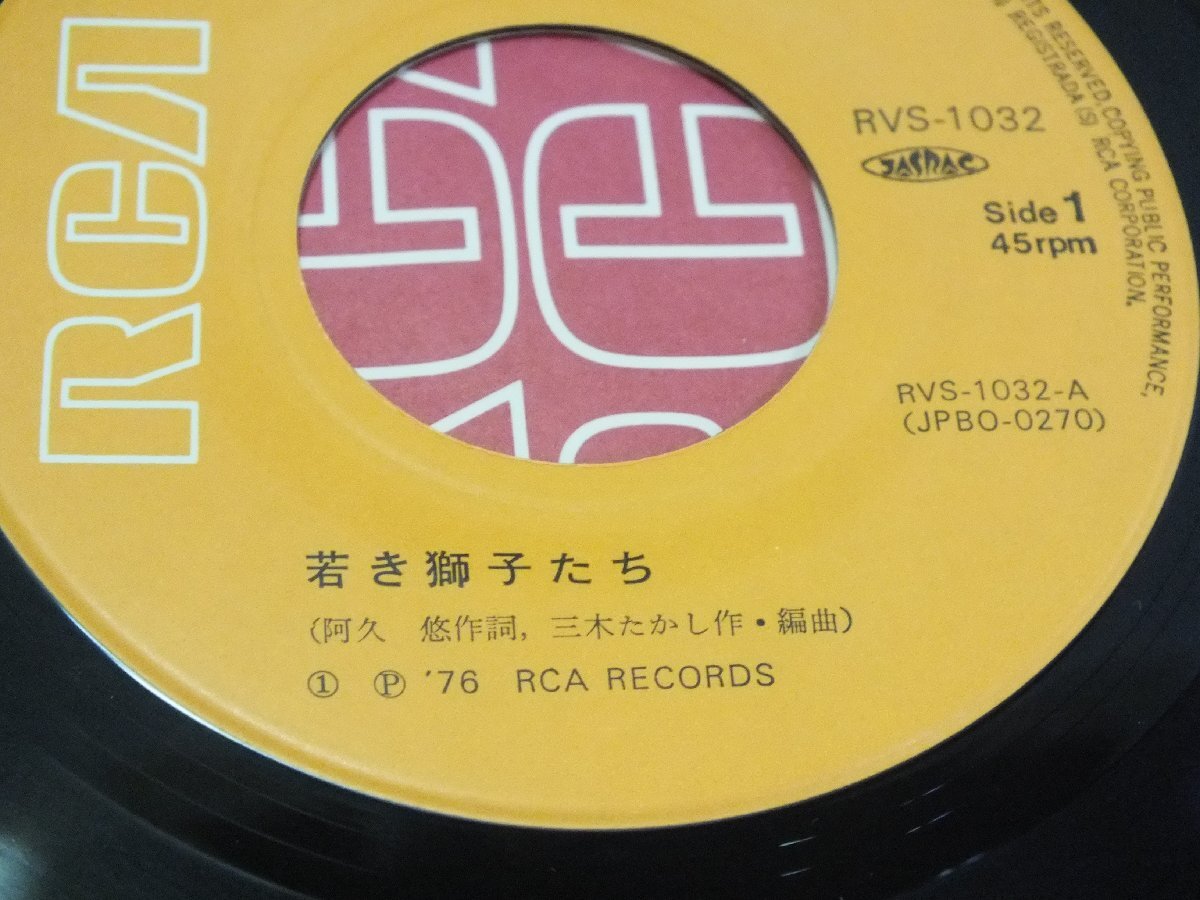 RCA
RVS-1032
JASRAC
Side 1
45rpm
RVS-1032-A
(JPBO-0270)
若き獅子たち
(阿久 悠作詞, 三木たかし作・編曲)
① Ⓟ '76 RCA RECORDS
RESERVED. COPYING PUBLIC PERFORMANCE,
REGISTRADA (S) RCA CORPORATION.